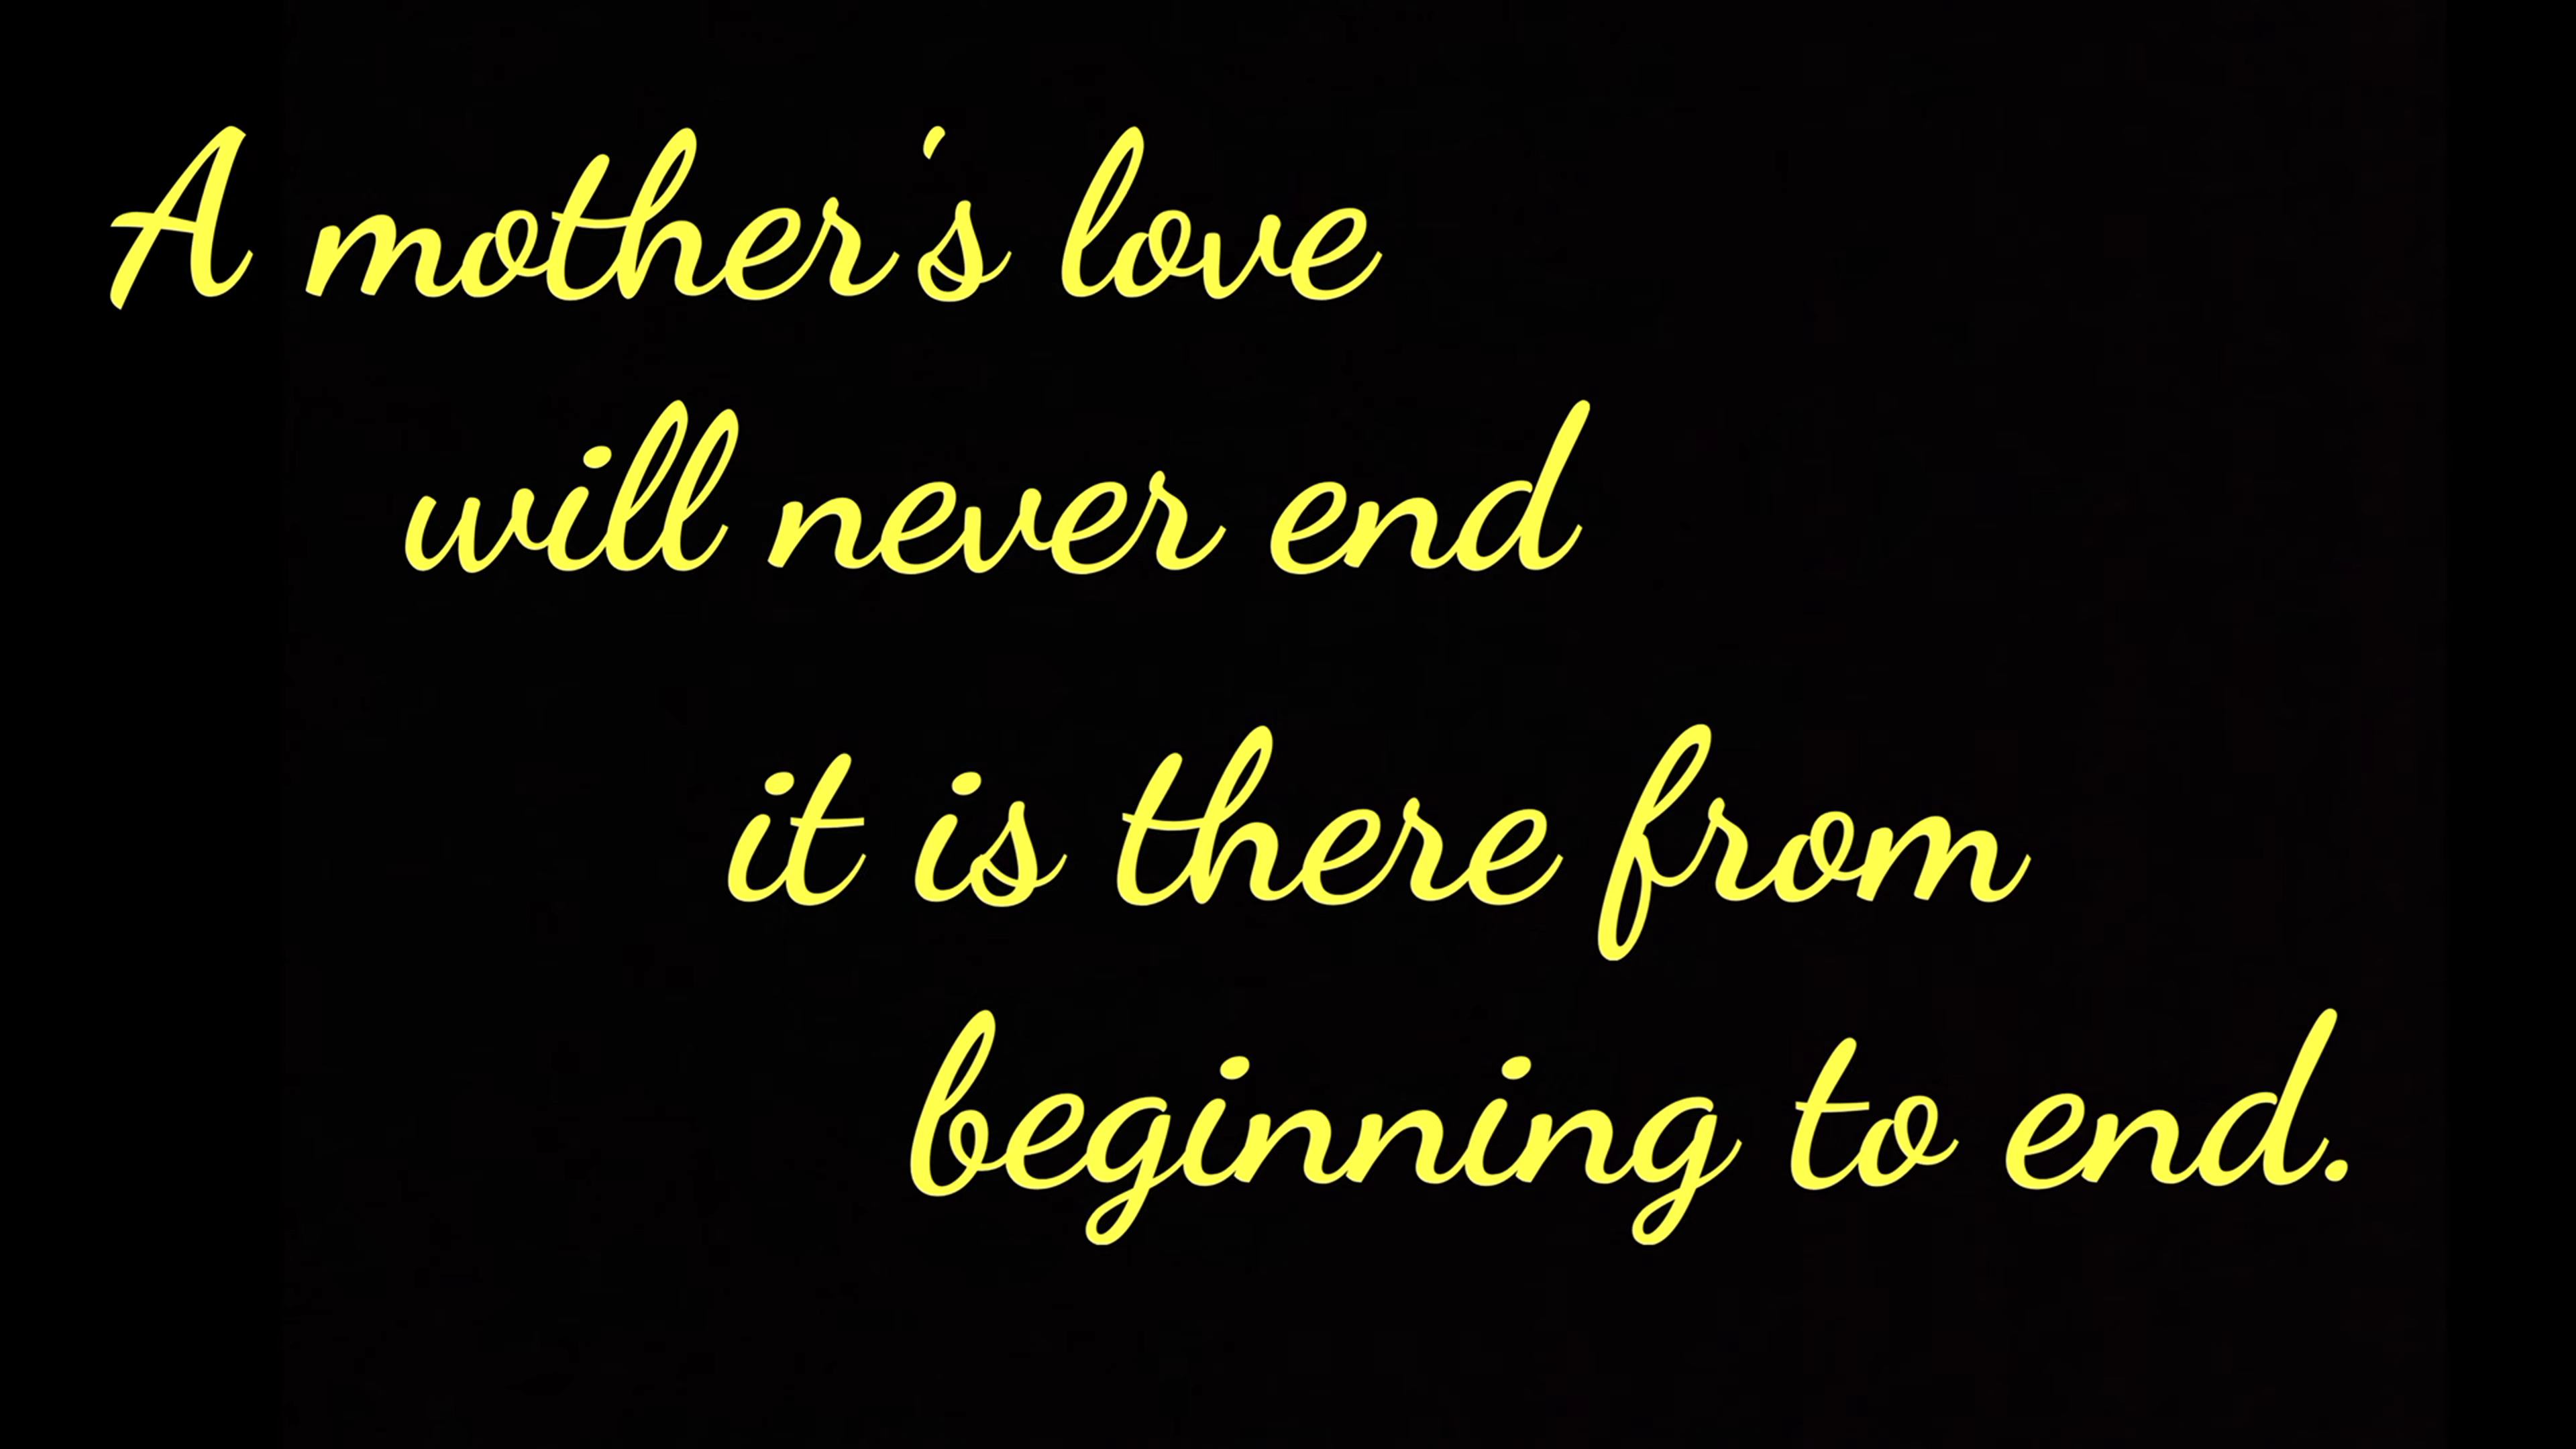 A mother's love
will never end
it is there from
beginning to end.